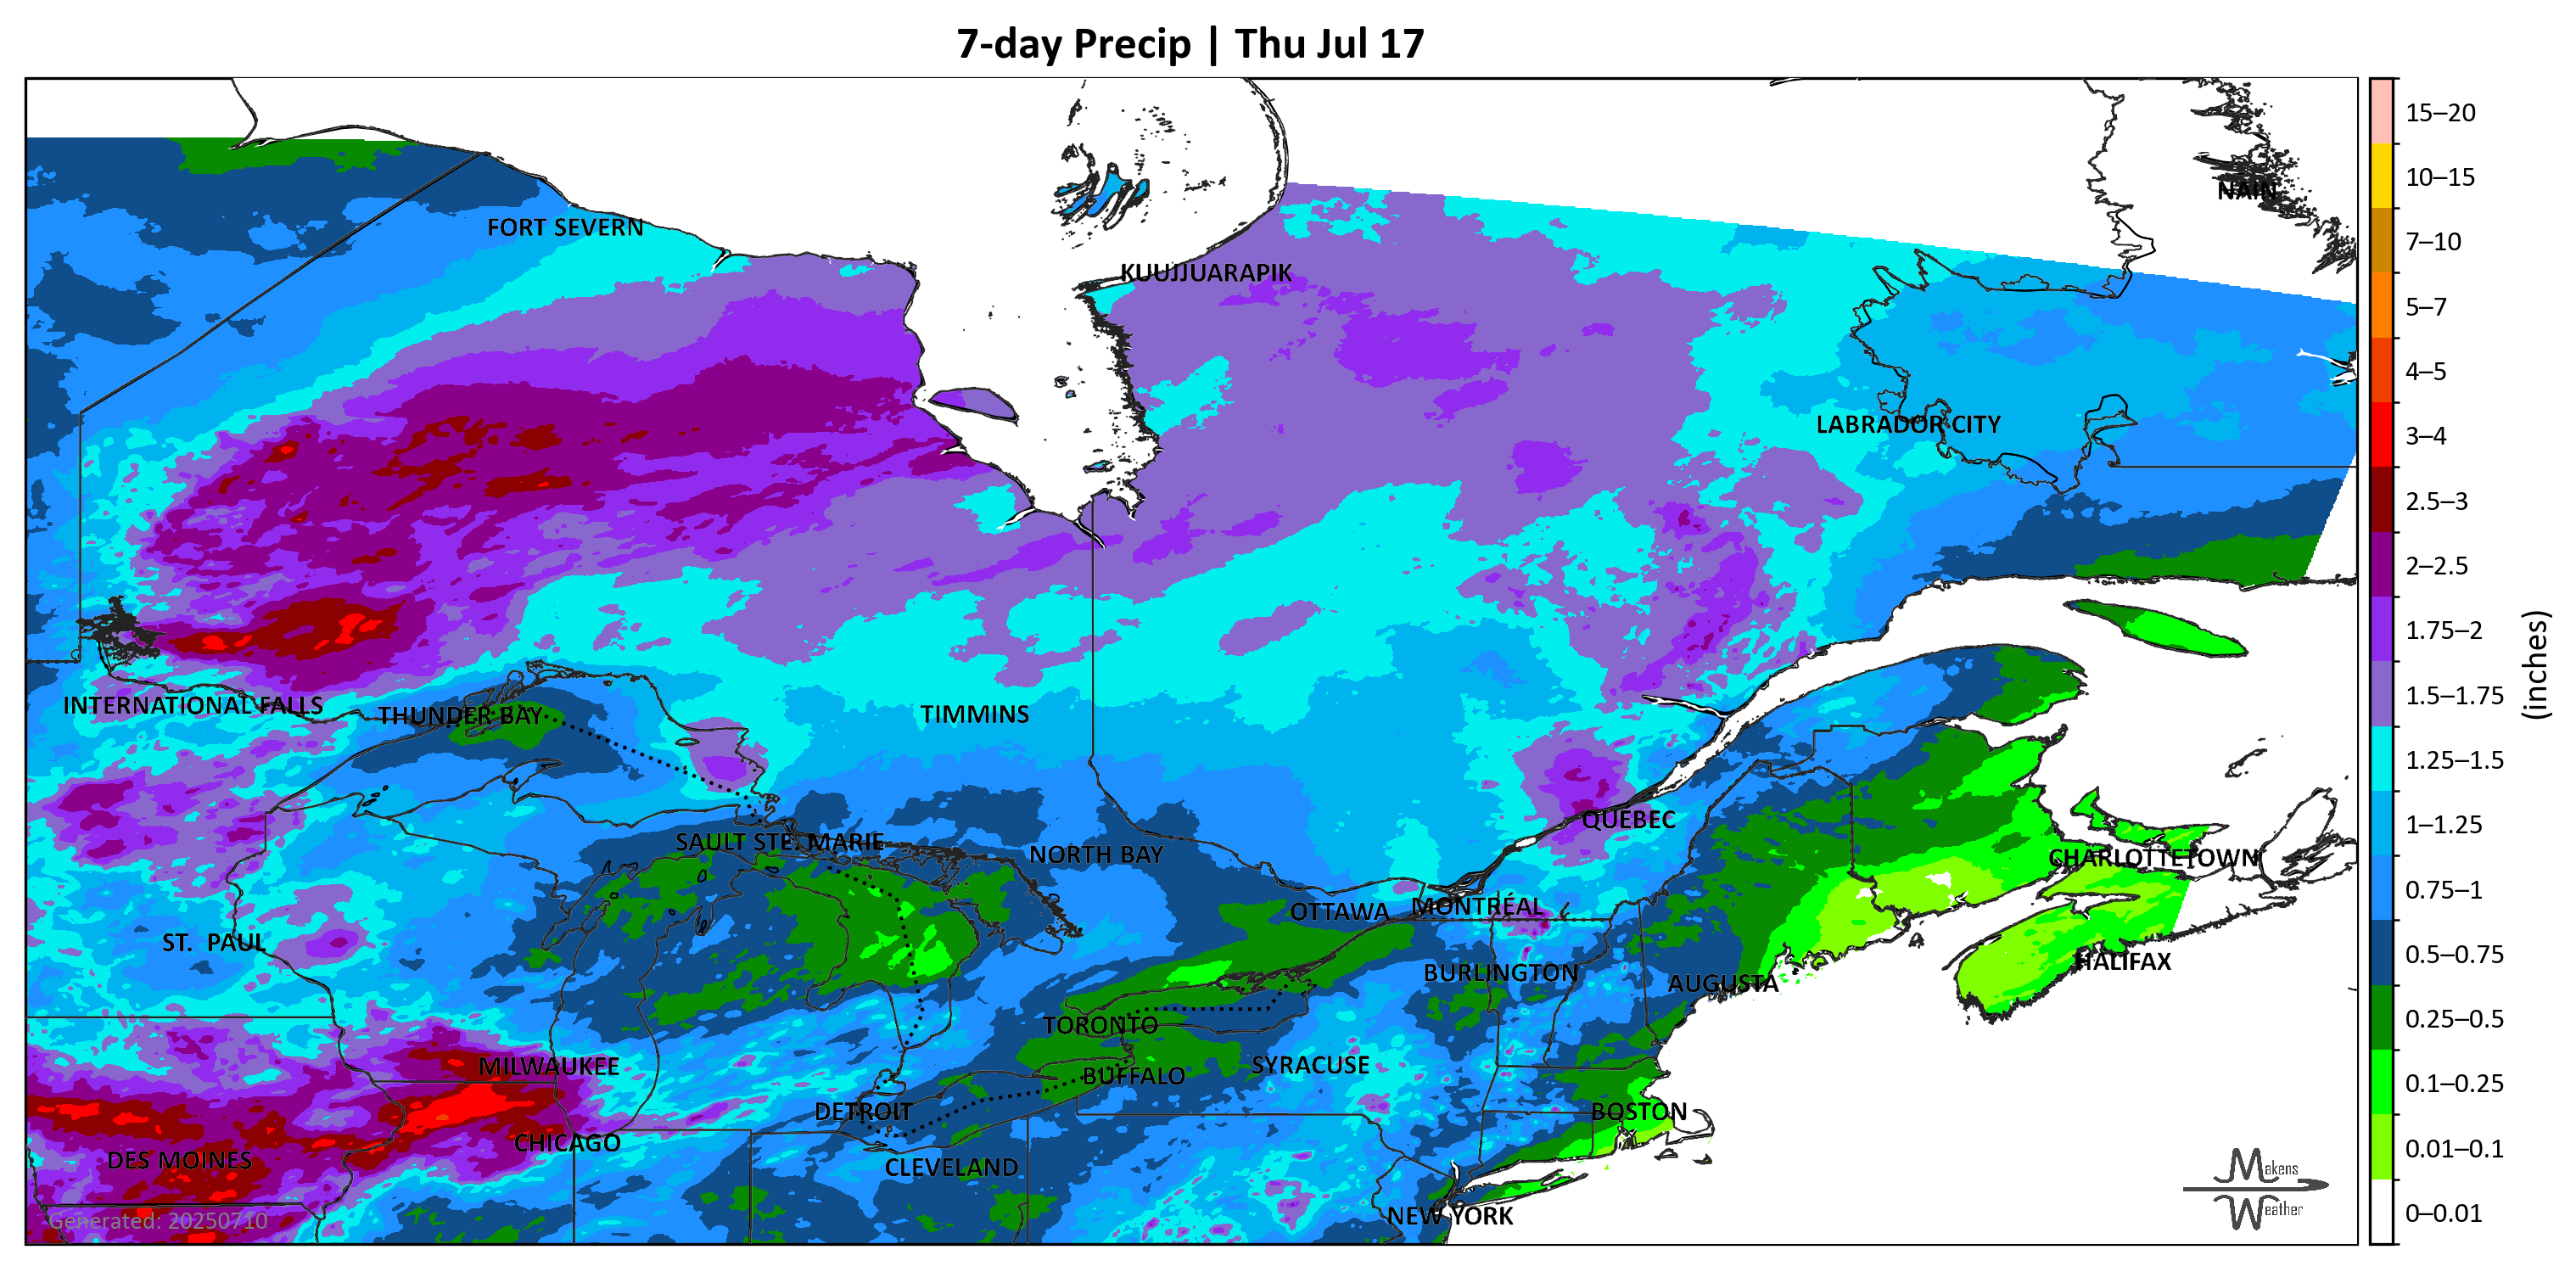 7-day Precip | Thu Jul 17
15–20
10–15
7–10
5–7
4–5
3–4
2.5–3
2–2.5
1.75–2
1.5–1.75
1.25–1.5
1–1.25
0.75–1
0.5–0.75
0.25–0.5
0.1–0.25
0.01–0.1
0–0.01
(inches)
NAIN
FORT SEVERN
KUUJJUARAPIK
LABRADOR CITY
INTERNATIONAL FALLS
THUNDER BAY
TIMMINS
QUEBEC
SAULT STE. MARIE
NORTH BAY
CHARLOTTETOWN
OTTAWA
MONTRÉAL
ST. PAUL
HALIFAX
BURLINGTON
AUGUSTA
TORONTO
MILWAUKEE
SYRACUSE
BUFFALO
DETROIT
BOSTON
CHICAGO
DES MOINES
CLEVELAND
NEW YORK
Generated: 20250710
Makens
Weather